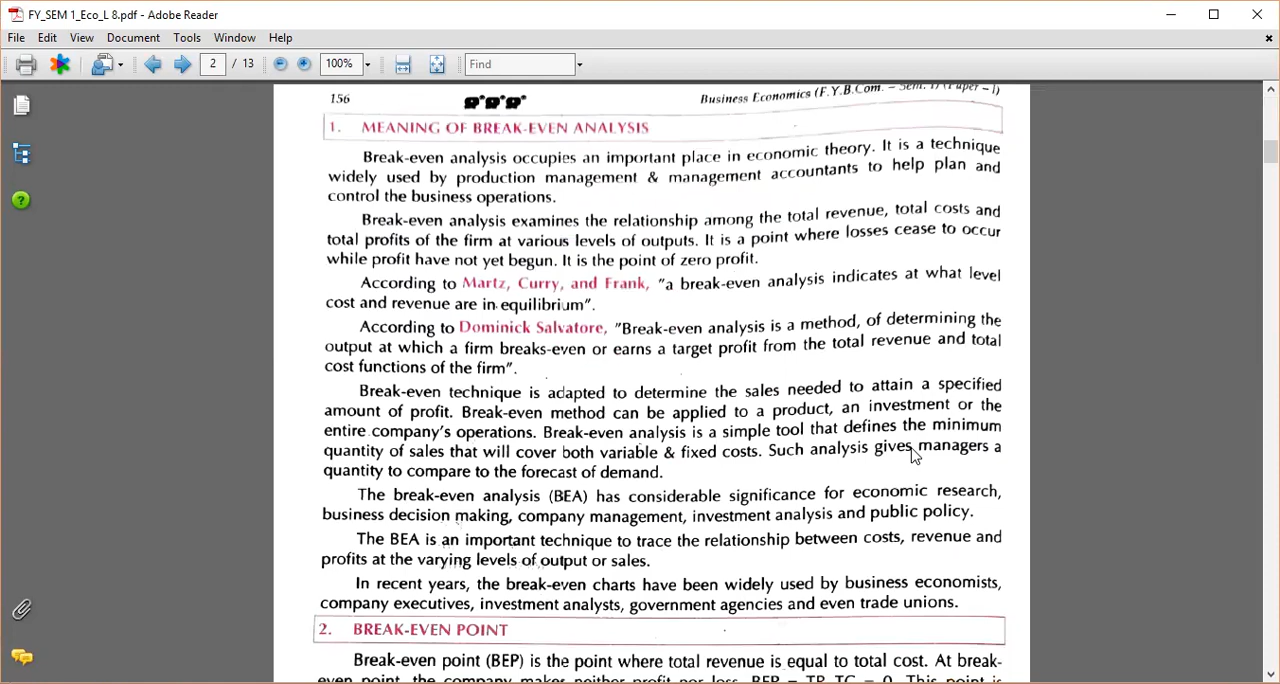 FY_SEM 1_Eco_L 8.pdf - Adobe Reader
File Edit View Document Tools Window Help
2 / 13 100% Find
156 Business Economics (F.Y.B.Com. – Sem. I) (Paper – I)
1. MEANING OF BREAK-EVEN ANALYSIS
Break-even analysis occupies an important place in economic theory. It is a technique
widely used by production management & management accountants to help plan and
control the business operations.
Break-even analysis examines the relationship among the total revenue, total costs and
total profits of the firm at various levels of outputs. It is a point where losses cease to occur
while profit have not yet begun. It is the point of zero profit.
According to Martz, Curry, and Frank, "a break-even analysis indicates at what level
cost and revenue are in equilibrium".
According to Dominick Salvatore, "Break-even analysis is a method, of determining the
output at which a firm breaks-even or earns a target profit from the total revenue and total
cost functions of the firm".
Break-even technique is adapted to determine the sales needed to attain a specified
amount of profit. Break-even method can be applied to a product, an investment or the
entire company's operations. Break-even analysis is a simple tool that defines the minimum
quantity of sales that will cover both variable & fixed costs. Such analysis gives managers a
quantity to compare to the forecast of demand.
The break-even analysis (BEA) has considerable significance for economic research,
business decision making, company management, investment analysis and public policy.
The BEA is an important technique to trace the relationship between costs, revenue and
profits at the varying levels of output or sales.
In recent years, the break-even charts have been widely used by business economists,
company executives, investment analysts, government agencies and even trade unions.
2. BREAK-EVEN POINT
Break-even point (BEP) is the point where total revenue is equal to total cost. At break-
even point, the company makes neither profit nor loss. BEP = TR-TC = 0. This point is